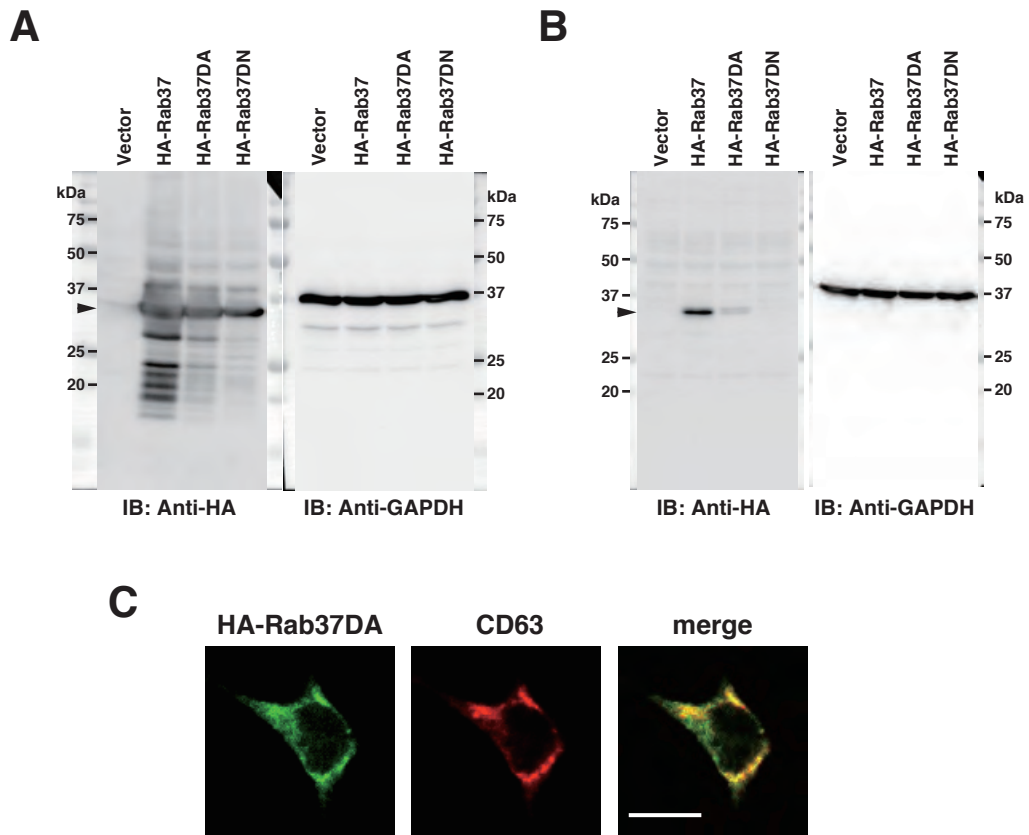 A
Vector
HA-Rab37
HA-Rab37DA
HA-Rab37DN
Vector
HA-Rab37
HA-Rab37DA
HA-Rab37DN
kDa
75
50
37
25
20
kDa
75
50
37
25
20
IB: Anti-HA
IB: Anti-GAPDH
B
Vector
HA-Rab37
HA-Rab37DA
HA-Rab37DN
Vector
HA-Rab37
HA-Rab37DA
HA-Rab37DN
kDa
75
50
37
25
20
kDa
75
50
37
25
20
IB: Anti-HA
IB: Anti-GAPDH
C
HA-Rab37DA
CD63
merge